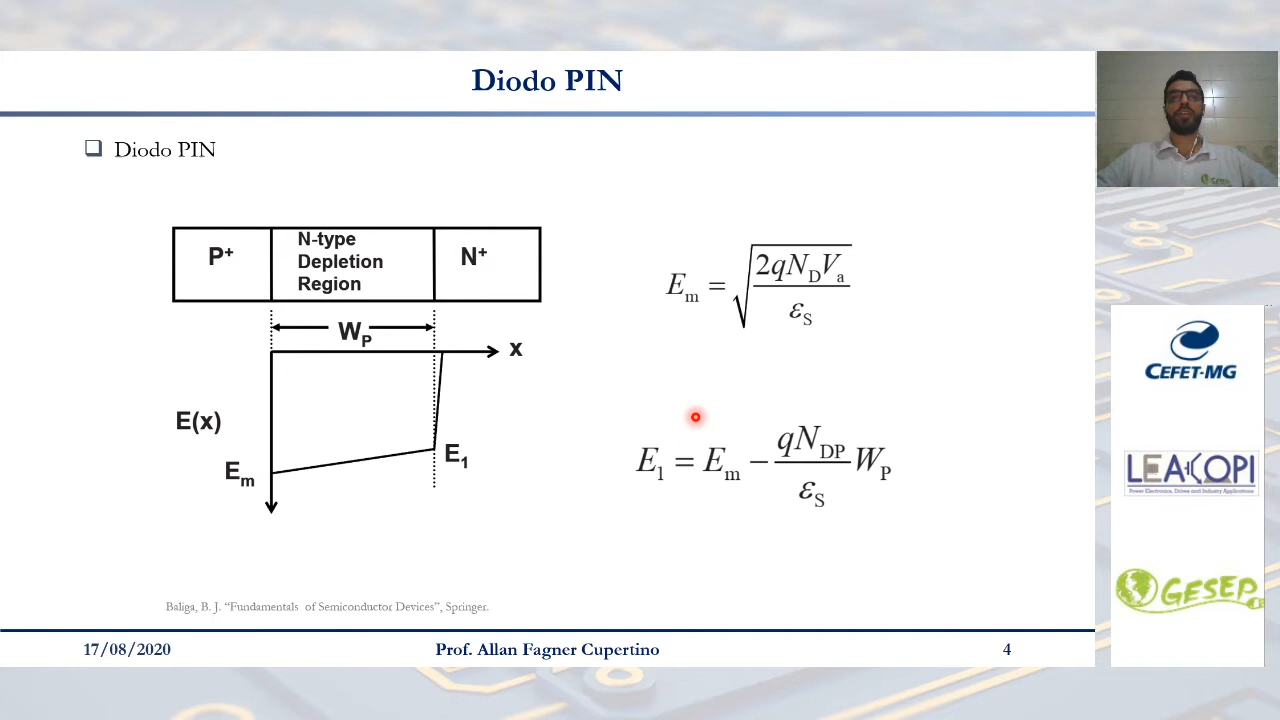 Diodo PIN
❑ Diodo PIN
P⁺
N-type
Depletion
Region
N⁺
W_P
x
E(x)
E_m
E_1
E_m = √(2qN_D V_a / ε_S)
E_1 = E_m − (qN_DP / ε_S) W_P
Baliga, B. J. “Fundamentals of Semiconductor Devices”, Springer.
17/08/2020
Prof. Allan Fagner Cupertino
4
GESEP
CEFET-MG
LEACOPI
Power Electronics, Drives and Industry Applications
GESEP